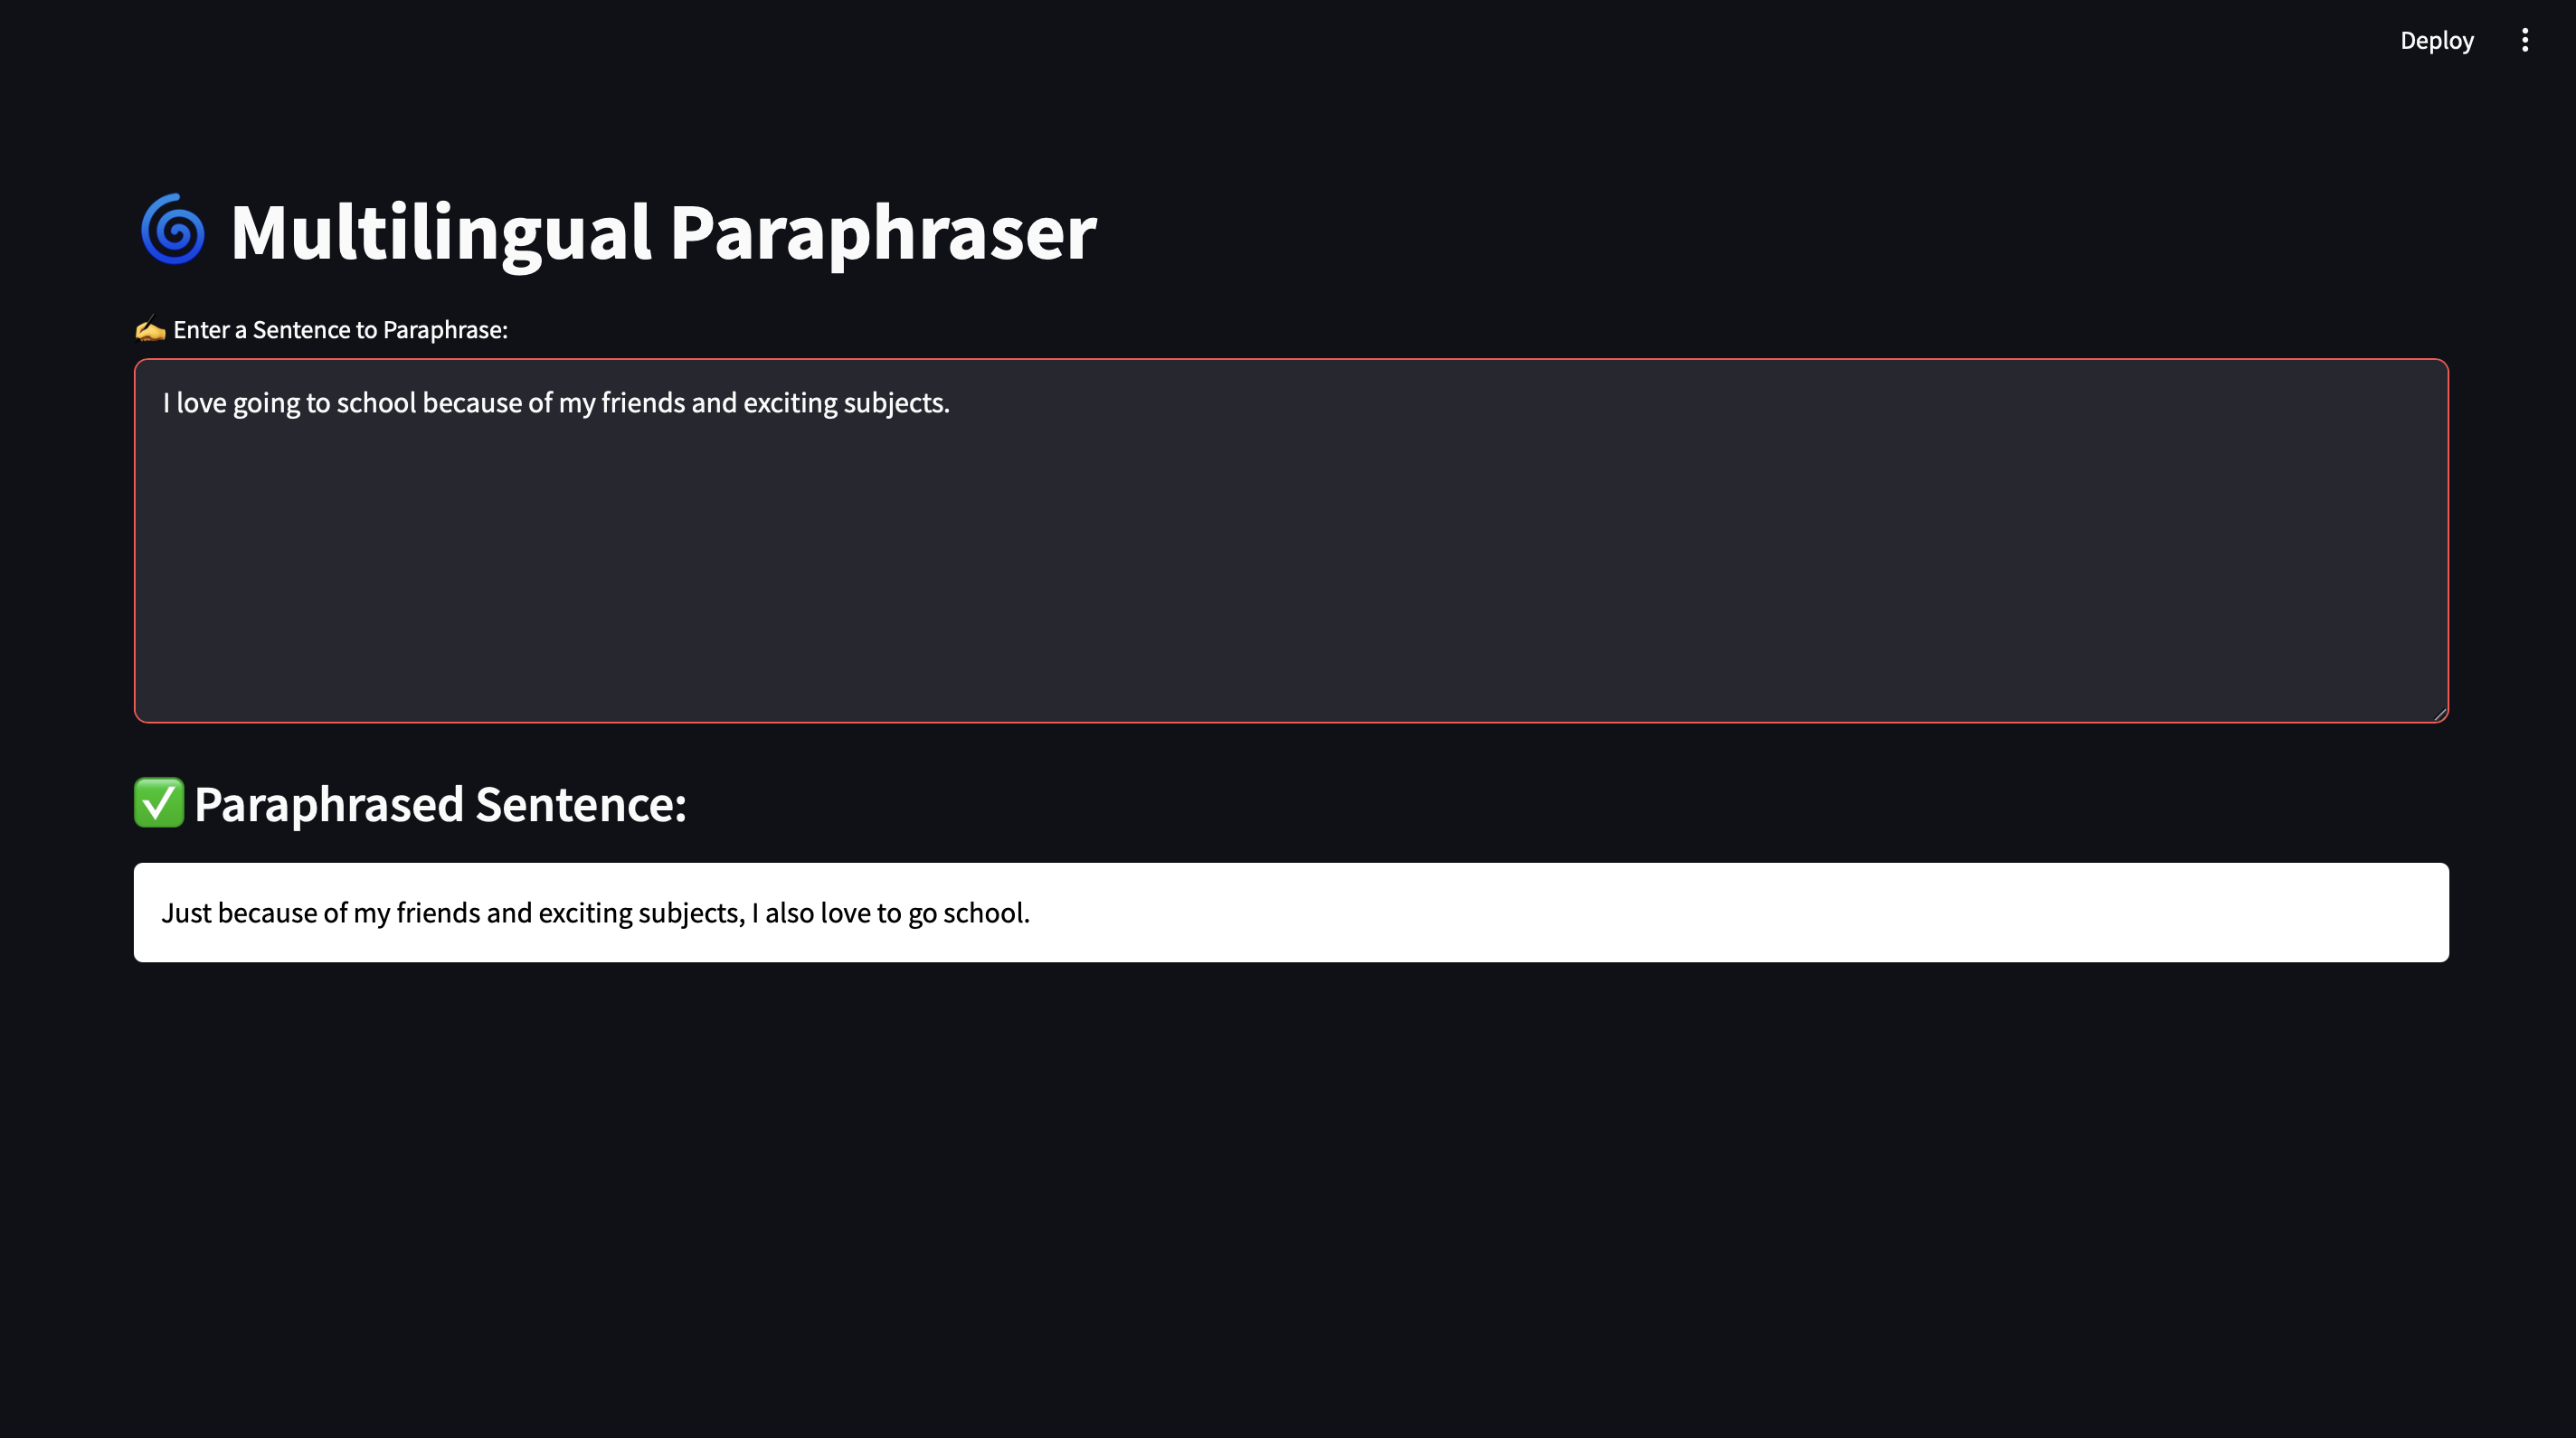 Deploy
🌀 Multilingual Paraphraser
✍️ Enter a Sentence to Paraphrase:
I love going to school because of my friends and exciting subjects.
✅ Paraphrased Sentence:
Just because of my friends and exciting subjects, I also love to go school.